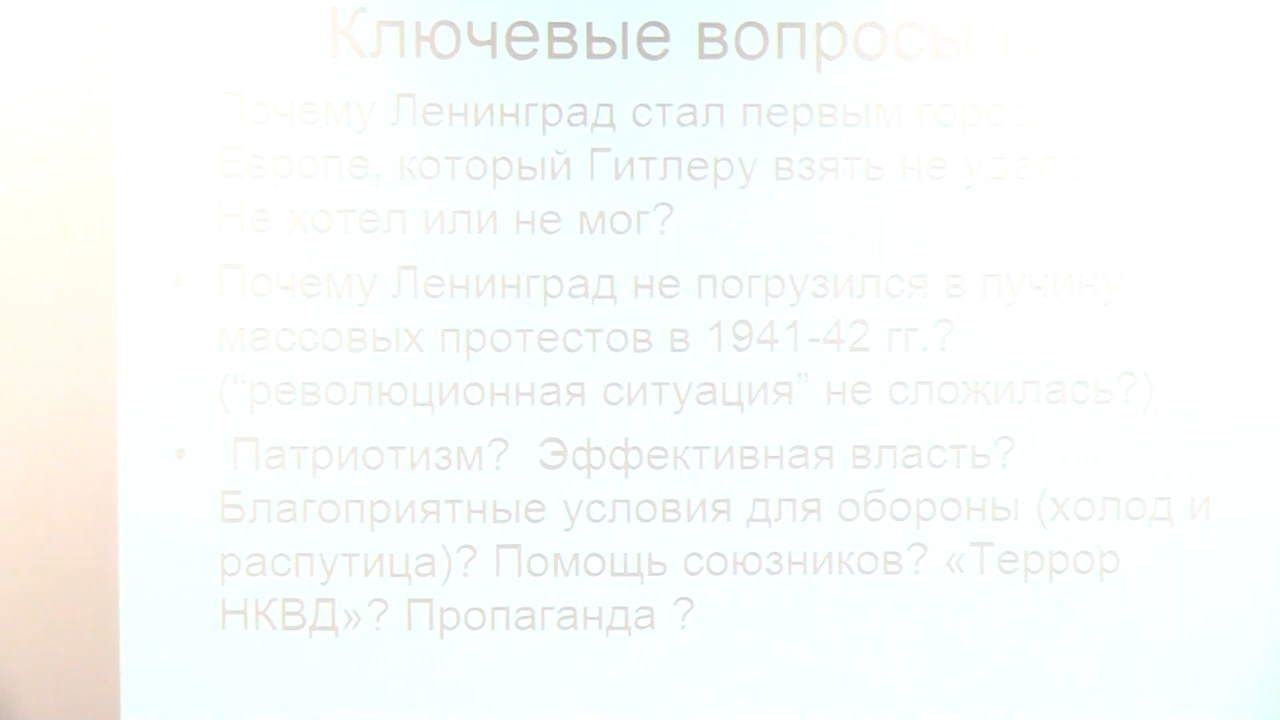 Ключевые вопросы
Почему Ленинград стал первым
Европе, который Гитлеру взять не
Не хотел или не мог?
• Почему Ленинград не погрузился в пучину
массовых протестов в 1941-42 гг.?
(“революционная ситуация” не сложилась?)
• Патриотизм? Эффективная власть?
Благоприятные условия для обороны (холод и
распутица)? Помощь союзников? «Террор
НКВД»? Пропаганда ?